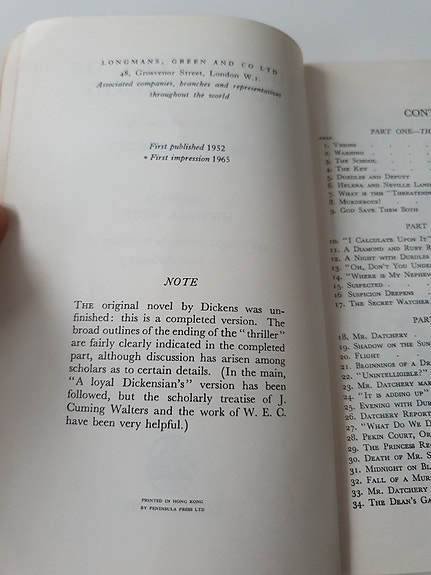 LONGMANS, GREEN AND CO LTD
48, Grosvenor Street, London W.1.
Associated companies, branches and representatives
throughout the world
First published 1952
* First impression 1965
NOTE
THE original novel by Dickens was un-
finished: this is a completed version. The
broad outlines of the ending of the "thriller"
are fairly clearly indicated in the completed
part, although discussion has arisen among
scholars as to certain details. (In the main,
"A loyal Dickensian's" version has been
followed, but the scholarly treatise of J.
Cuming Walters and the work of W. E. C.
have been very helpful.)
PRINTED IN HONG KONG
BY PENINSULA PRESS LTD
CONT
PART ONE—TH
CHAP.
1. VISIONS
2. WARNING
3. THE SCHOOL
4. THE KEY
5. DURDLES AND DEPUTY
6. HELENA AND NEVILLE LAND
7. WHAT IS THIS "THREATENIN
8. MURDEROUS!
9. GOD SAVE THEM BOTH
PART
10. "I CALCULATE UPON IT"
11. A DIAMOND AND RUBY R
12. A NIGHT WITH DURDLES
13. "OH, DON'T YOU UNDER
14. "WHERE IS MY NEPHEW
15. SUSPECTED
16 SUSPICION DEEPENS
17. THE SECRET WATCHER
PAR
18. MR. DATCHERY
19. SHADOW ON THE SUN
20. FLIGHT
21. BEGINNINGS OF A DR
22. "UNINTELLIGIBLE?
23. MR. DATCHERY MAK
24. "IT IS ADDING UP"
25. EVENING WITH DUR
26. DATCHERY REPORT
27. "WHAT DO WE D
28. PEKIN COURT, OR
29. THE PRINCESS RE
30. DEATH OF MR. S
31. MIDNIGHT ON BL
32. FALL OF A MUR
33. MR. DATCHERY
34. THE DEAN'S GA